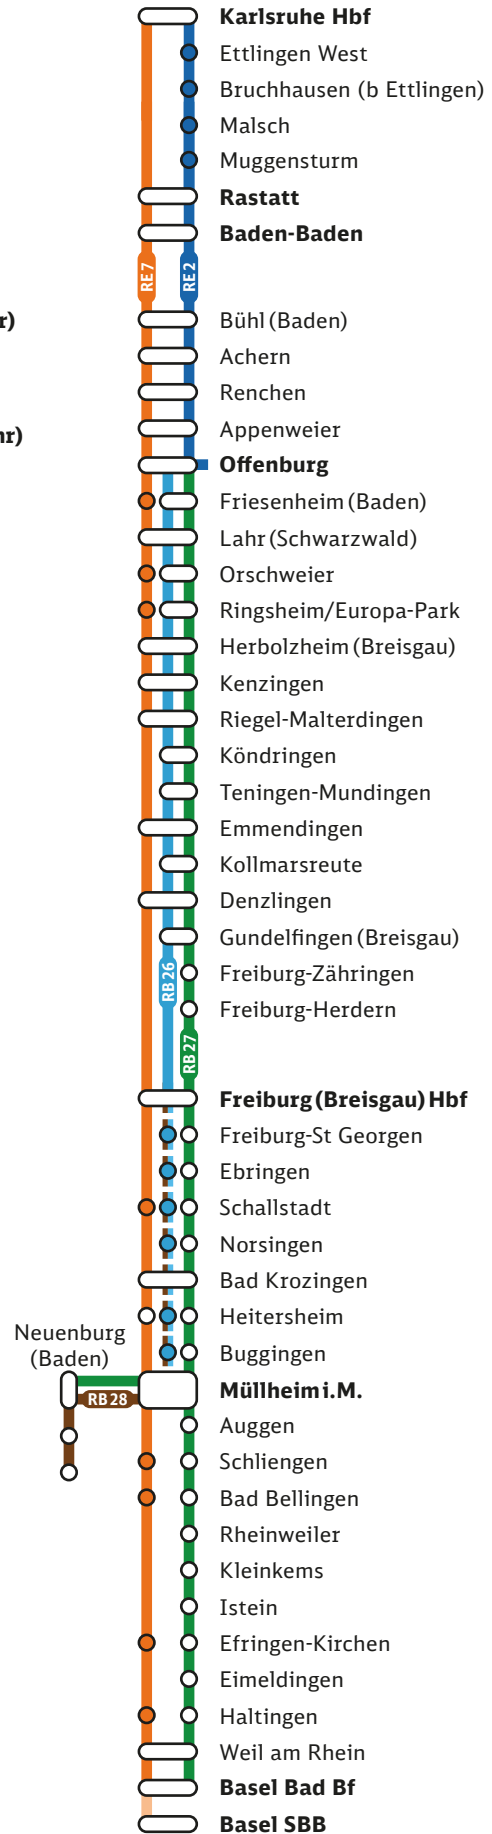 Karlsruhe Hbf
Ettlingen West
Bruchhausen (b Ettlingen)
Malsch
Muggensturm
Rastatt
Baden-Baden
RE 7
RE 2
r)
Bühl (Baden)
Achern
Renchen
Appenweier
hr)
Offenburg
Friesenheim (Baden)
Lahr (Schwarzwald)
Orschweier
Ringsheim/Europa-Park
Herbolzheim (Breisgau)
Kenzingen
Riegel-Malterdingen
Köndringen
Teningen-Mundingen
Emmendingen
Kollmarsreute
Denzlingen
Gundelfingen (Breisgau)
RB 26
Freiburg-Zähringen
Freiburg-Herdern
RB 27
Freiburg (Breisgau) Hbf
Freiburg-St Georgen
Ebringen
Schallstadt
Norsingen
Bad Krozingen
Heitersheim
Neuenburg
(Baden)
Buggingen
Müllheim i.M.
RB 28
Auggen
Schliengen
Bad Bellingen
Rheinweiler
Kleinkems
Istein
Efringen-Kirchen
Eimeldingen
Haltingen
Weil am Rhein
Basel Bad Bf
Basel SBB